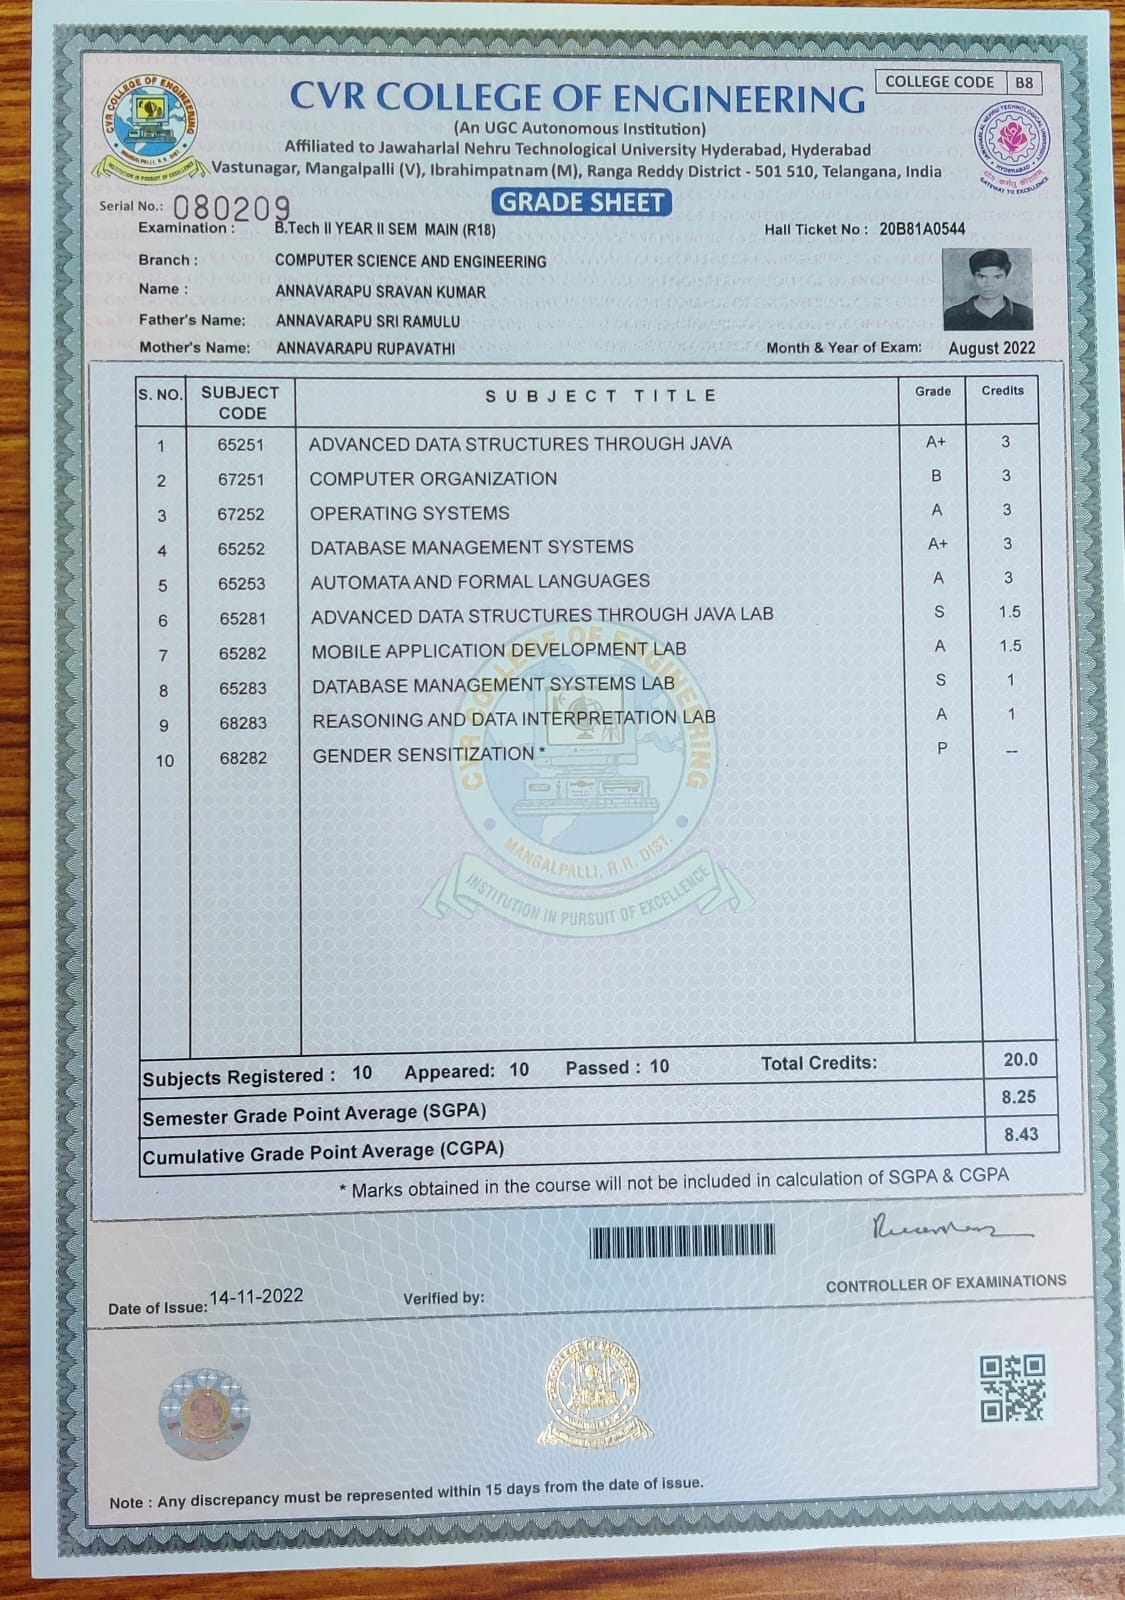 COLLEGE CODE B8
CVR COLLEGE OF ENGINEERING
(An UGC Autonomous Institution)
Affiliated to Jawaharlal Nehru Technological University Hyderabad, Hyderabad
Vastunagar, Mangalpalli (V), Ibrahimpatnam (M), Ranga Reddy District - 501 510, Telangana, India
Serial No.: 080209
GRADE SHEET
Examination : B.Tech II YEAR II SEM MAIN (R18) Hall Ticket No : 20B81A0544
Branch : COMPUTER SCIENCE AND ENGINEERING
Name : ANNAVARAPU SRAVAN KUMAR
Father's Name: ANNAVARAPU SRI RAMULU
Mother's Name: ANNAVARAPU RUPAVATHI Month & Year of Exam: August 2022
S. NO. SUBJECT CODE SUBJECT TITLE Grade Credits
1 65251 ADVANCED DATA STRUCTURES THROUGH JAVA A+ 3
2 67251 COMPUTER ORGANIZATION B 3
3 67252 OPERATING SYSTEMS A 3
4 65252 DATABASE MANAGEMENT SYSTEMS A+ 3
5 65253 AUTOMATA AND FORMAL LANGUAGES A 3
6 65281 ADVANCED DATA STRUCTURES THROUGH JAVA LAB S 1.5
7 65282 MOBILE APPLICATION DEVELOPMENT LAB A 1.5
8 65283 DATABASE MANAGEMENT SYSTEMS LAB S 1
9 68283 REASONING AND DATA INTERPRETATION LAB A 1
10 68282 GENDER SENSITIZATION * P --
CVR COLLEGE OF ENGINEERING
MANGALPALLI, R.R. DIST.
INSTITUTION IN PURSUIT OF EXCELLENCE
Subjects Registered : 10 Appeared: 10 Passed : 10 Total Credits: 20.0
Semester Grade Point Average (SGPA) 8.25
Cumulative Grade Point Average (CGPA) 8.43
* Marks obtained in the course will not be included in calculation of SGPA & CGPA
CONTROLLER OF EXAMINATIONS
Date of Issue: 14-11-2022 Verified by:
Note : Any discrepancy must be represented within 15 days from the date of issue.